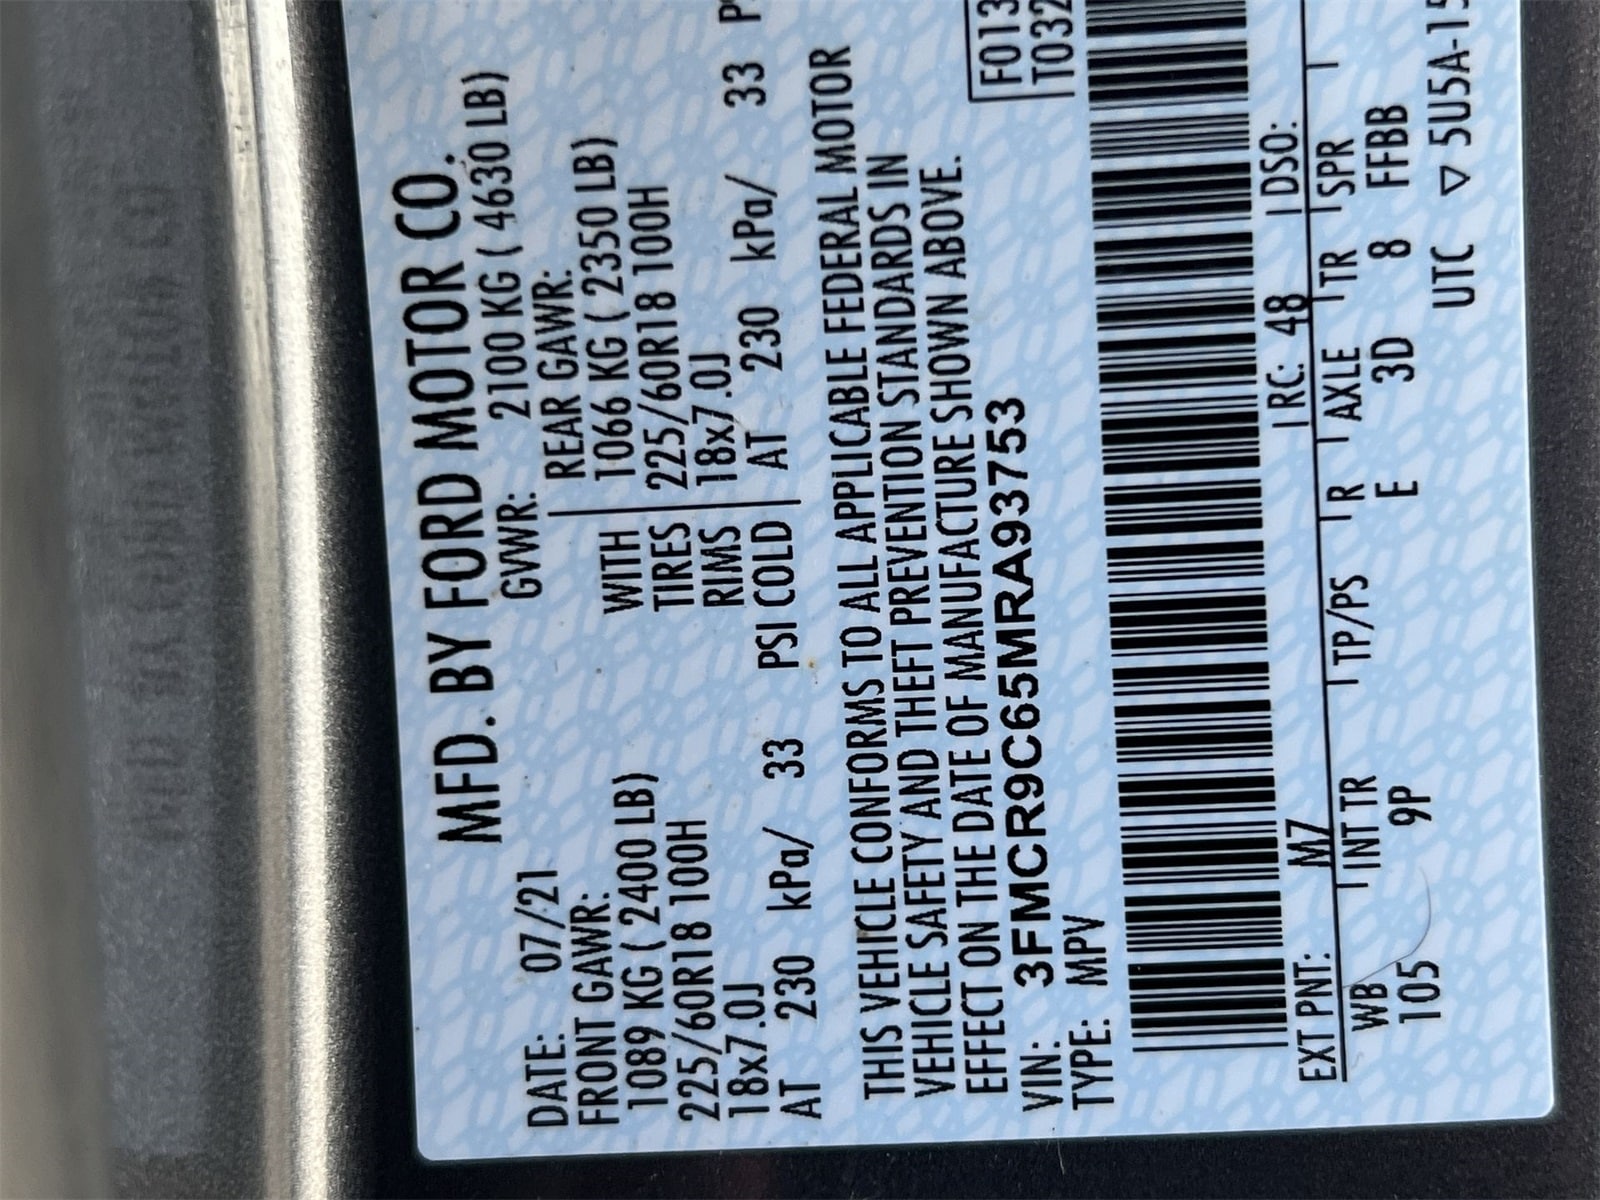 MFD. BY FORD MOTOR CO.
DATE: 07/21 GVWR: 2100 KG ( 4630 LB)
FRONT GAWR: REAR GAWR:
1089 KG ( 2400 LB) WITH 1066 KG ( 2350 LB)
225/60R18 100H TIRES 225/60R18 100H
18x7.0J RIMS 18x7.0J
AT 230 kPa/ 33 PSI COLD AT 230 kPa/ 33
THIS VEHICLE CONFORMS TO ALL APPLICABLE FEDERAL MOTOR
VEHICLE SAFETY AND THEFT PREVENTION STANDARDS IN
EFFECT ON THE DATE OF MANUFACTURE SHOWN ABOVE.
VIN: 3FMCR9C65MRA93753 F013
TYPE: MPV T032
EXT PNT: M7 RC: 48 DSO:
WB INT TR TP/PS R AXLE TR SPR
105 9P E 3D 8 FFBB
UTC ▽ 5U5A-15